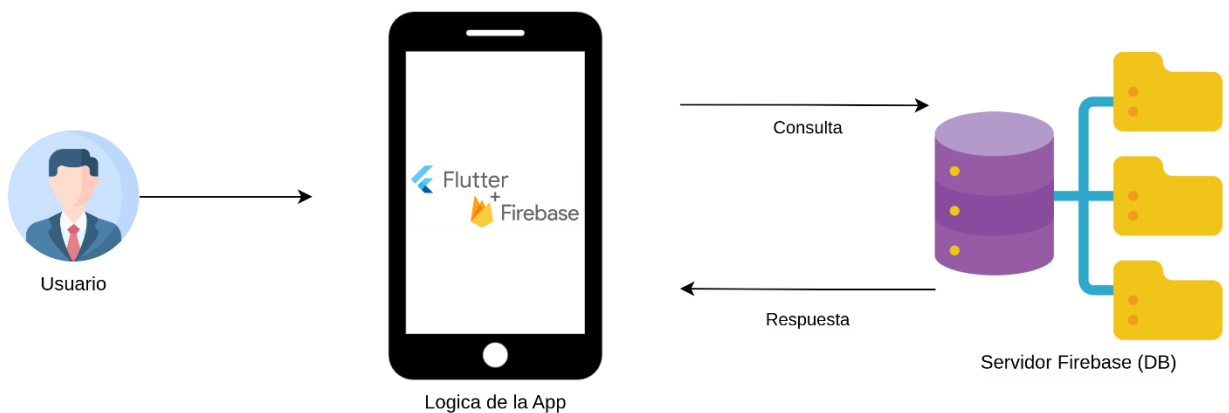 Usuario
Flutter
+
Firebase
Logica de la App
Consulta
Respuesta
Servidor Firebase (DB)